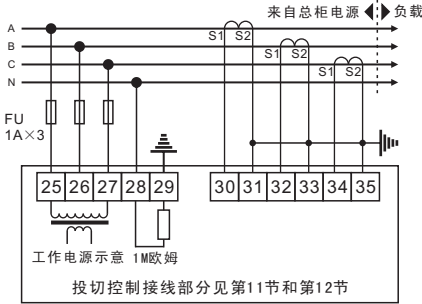 来自总柜电源 负载
A
S1 S2
B
S1 S2
C
S1 S2
N
FU
1A×3
25 26 27 28 29 30 31 32 33 34 35
工作电源示意 1M欧姆
投切控制接线部分见第11节和第12节